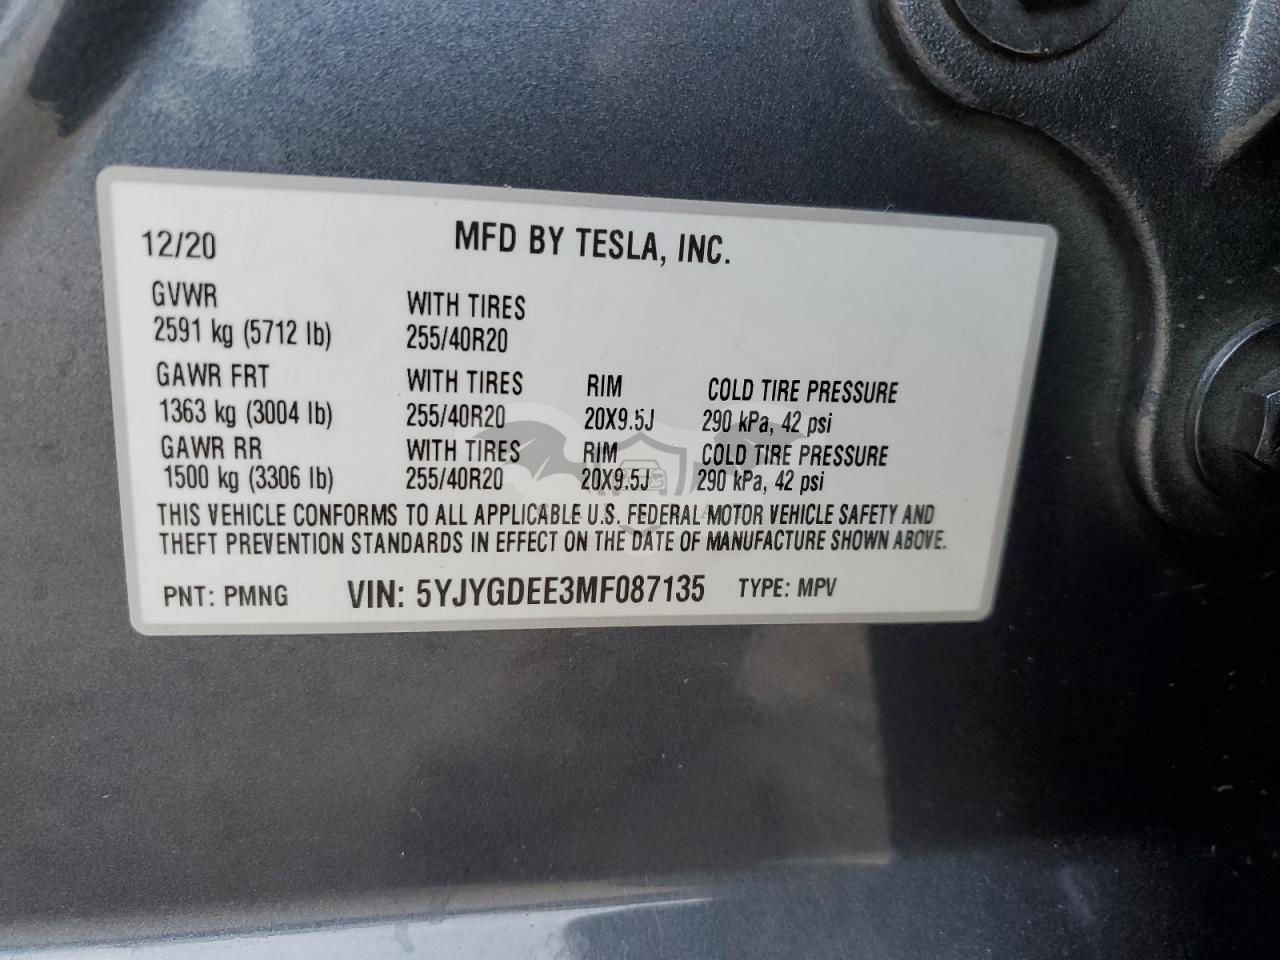 12/20 MFD BY TESLA, INC.
GVWR WITH TIRES
2591 kg (5712 lb) 255/40R20
GAWR FRT WITH TIRES RIM COLD TIRE PRESSURE
1363 kg (3004 lb) 255/40R20 20X9.5J 290 kPa, 42 psi
GAWR RR WITH TIRES RIM COLD TIRE PRESSURE
1500 kg (3306 lb) 255/40R20 20X9.5J 290 kPa, 42 psi
THIS VEHICLE CONFORMS TO ALL APPLICABLE U.S. FEDERAL MOTOR VEHICLE SAFETY AND
THEFT PREVENTION STANDARDS IN EFFECT ON THE DATE OF MANUFACTURE SHOWN ABOVE.
PNT: PMNG VIN: 5YJYGDEE3MF087135 TYPE: MPV